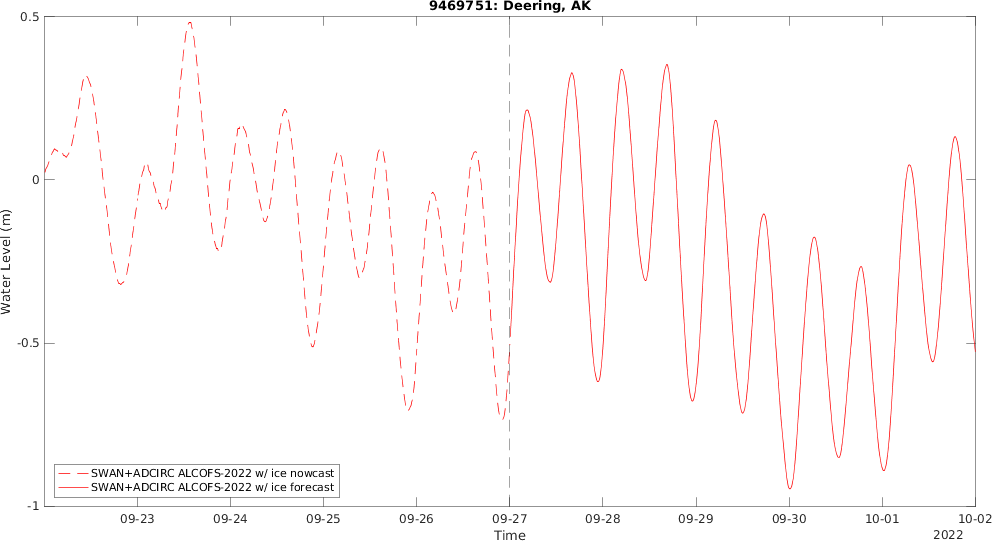 9469751: Deering, AK
0.5
0
-0.5
-1
Water Level (m)
SWAN+ADCIRC ALCOFS-2022 w/ ice nowcast
SWAN+ADCIRC ALCOFS-2022 w/ ice forecast
09-23 09-24 09-25 09-26 09-27 09-28 09-29 09-30 10-01 10-02
Time
2022